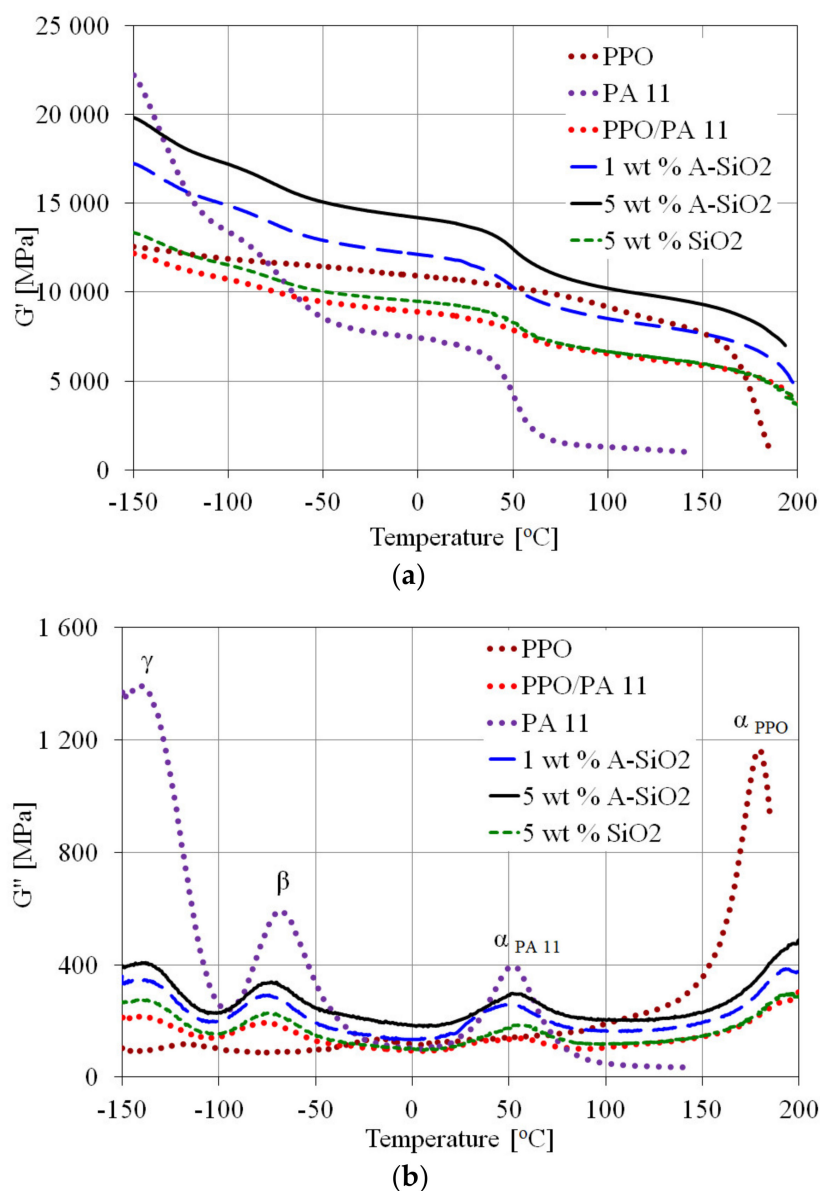 25 000
20 000
15 000
10 000
5 000
0
G' [MPa]
PPO
PA 11
PPO/PA 11
1 wt % A-SiO2
5 wt % A-SiO2
5 wt % SiO2
-150 -100 -50 0 50 100 150 200
Temperature [oC]
(a)
1 600
1 200
800
400
0
G" [MPa]
γ
β
α PA 11
α PPO
PPO
PPO/PA 11
PA 11
1 wt % A-SiO2
5 wt % A-SiO2
5 wt % SiO2
-150 -100 -50 0 50 100 150 200
Temperature [oC]
(b)